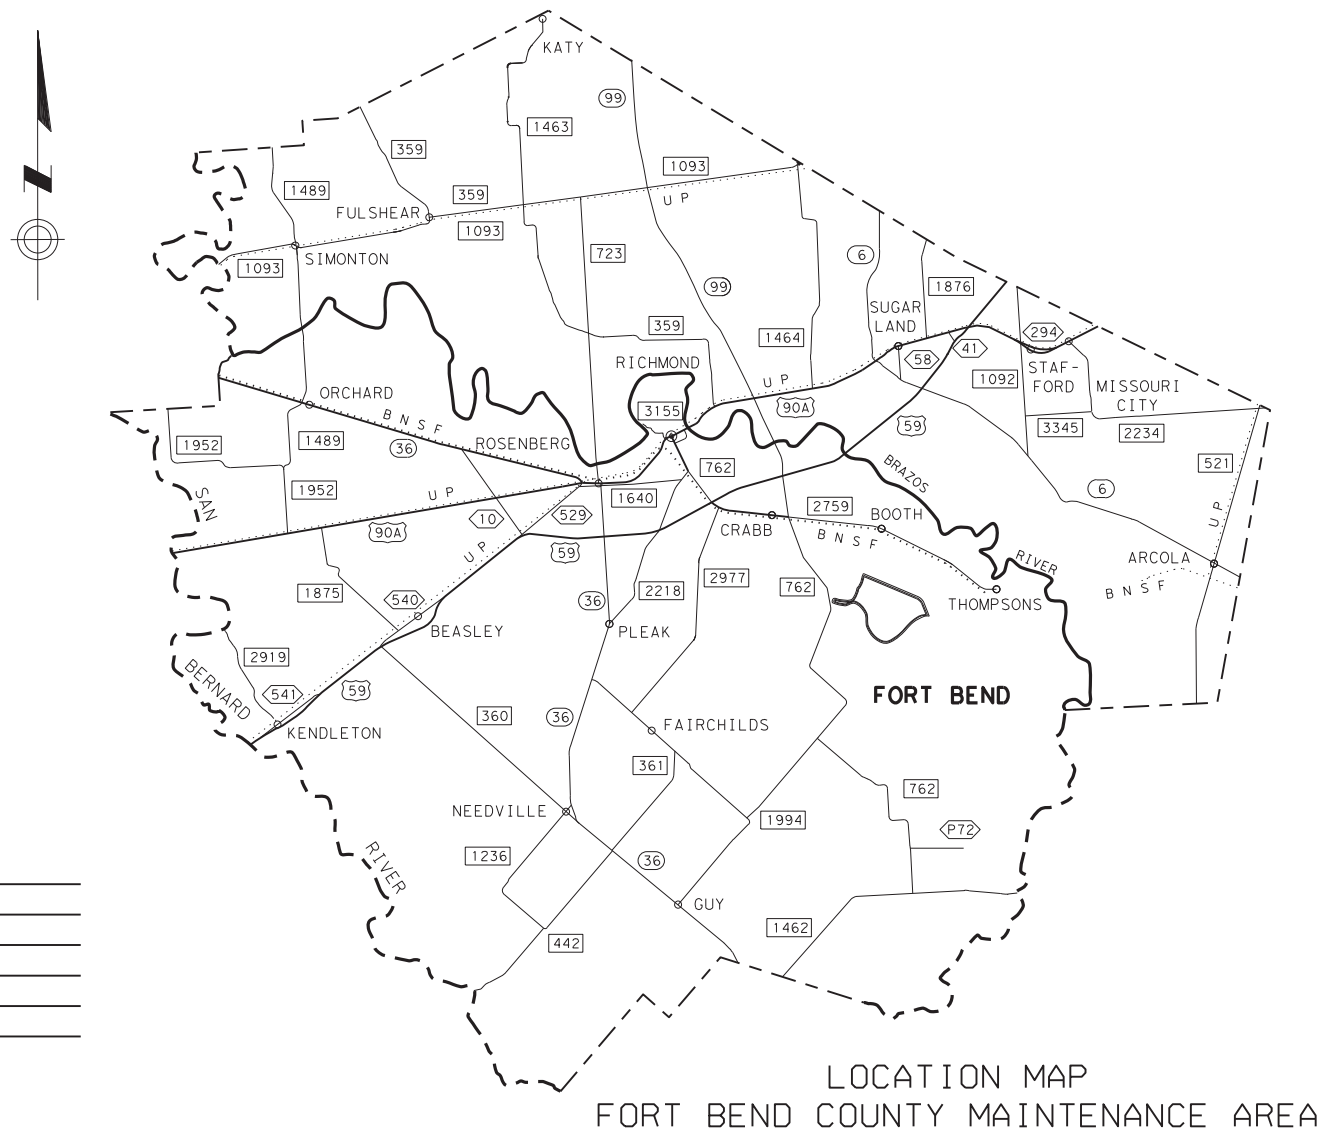 KATY
99
1463
359
1093
1489
359
UP
FULSHEAR
1093
723
6
SIMONTON
1093
99
1876
SUGAR
LAND
359
1464
294
41
58
RICHMOND
STAF-
FORD
1092
MISSOURI
CITY
UP
90A
ORCHARD
BNSF
3155
59
3345
2234
1952
1489
36
ROSENBERG
762
521
BRAZOS
1952
SAN
UP
1640
6
10
529
2759
BOOTH
UP
90A
CRABB
BNSF
59
UP
RIVER
ARCOLA
2977
BNSF
1875
540
36
2218
762
THOMPSONS
BEASLEY
PLEAK
2919
BERNARD
541
59
FORT BEND
KENDLETON
360
36
FAIRCHILDS
361
762
NEEDVILLE
1994
P72
RIVER
1236
36
GUY
1462
442
LOCATION MAP
FORT BEND COUNTY MAINTENANCE AREA
N